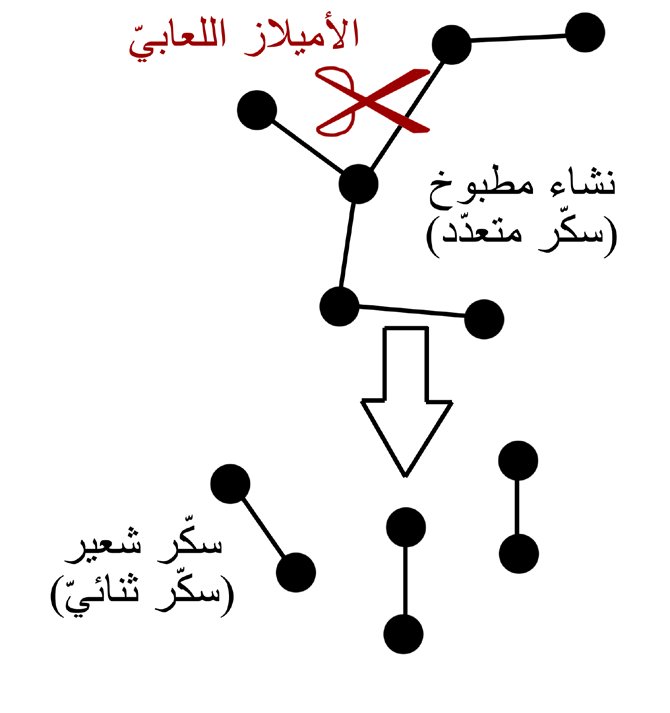 الأميلاز اللعابيّ
نشاء مطبوخ
(سكّر متعدّد)
سكّر شعير
(سكّر ثنائيّ)